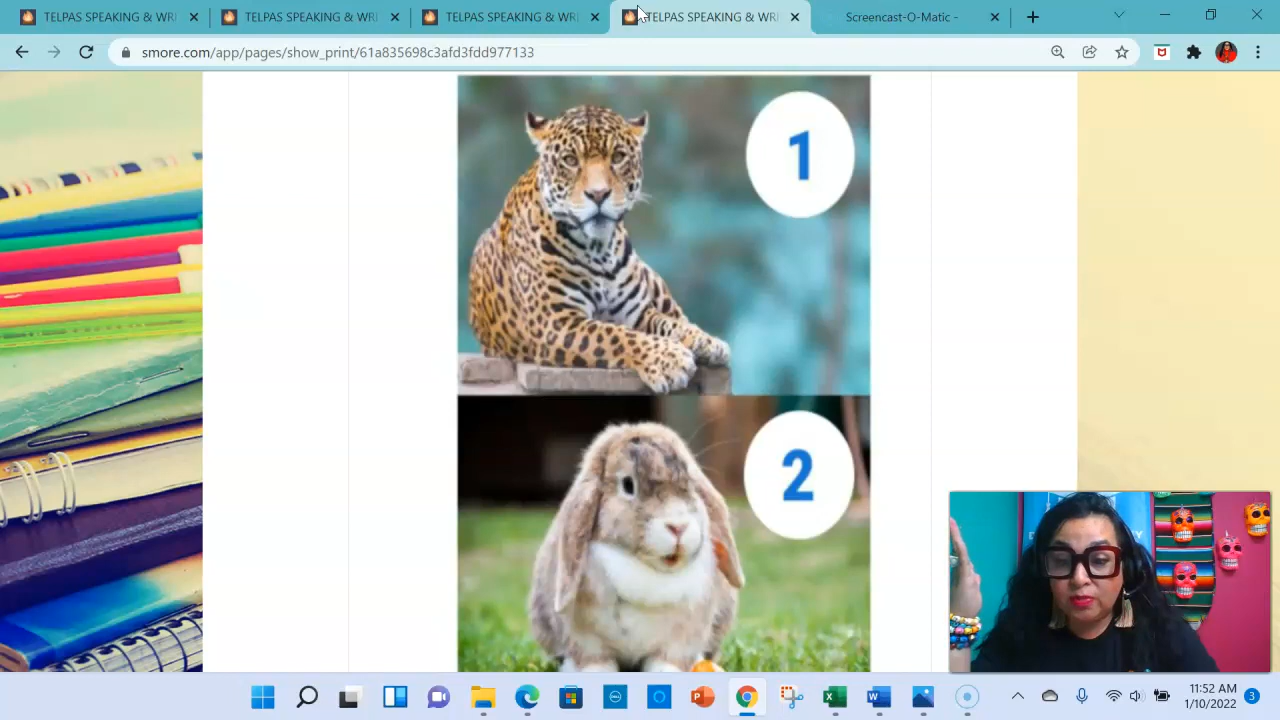 TELPAS SPEAKING & WRI
TELPAS SPEAKING & WRI
TELPAS SPEAKING & WRI
TELPAS SPEAKING & WRI
Screencast-O-Matic -
smore.com/app/pages/show_print/61a835698c3afd3fdd977133
1
2
11:52 AM
1/10/2022
3